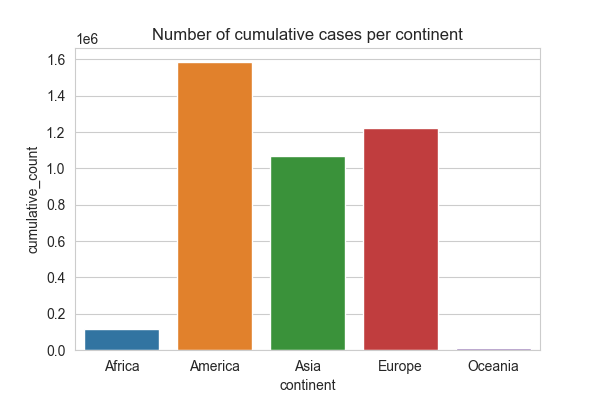 Number of cumulative cases per continent
1e6
1.6
1.4
1.2
1.0
0.8
0.6
0.4
0.2
0.0
cumulative_count
Africa America Asia Europe Oceania
continent